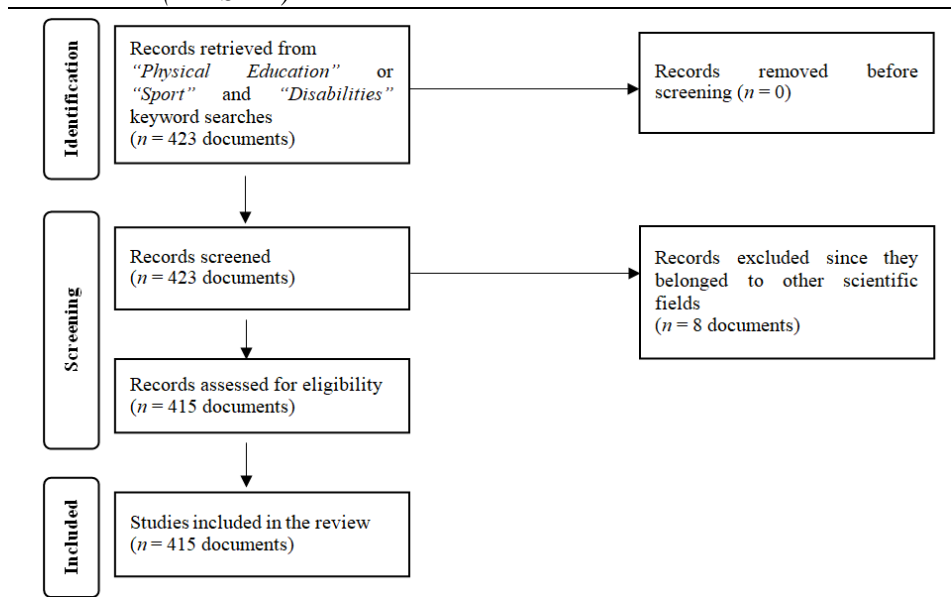 Identification
Records retrieved from
“Physical Education” or
“Sport” and “Disabilities”
keyword searches
(n = 423 documents)
Records removed before
screening (n = 0)
Screening
Records screened
(n = 423 documents)
Records excluded since they
belonged to other scientific
fields
(n = 8 documents)
Records assessed for eligibility
(n = 415 documents)
Included
Studies included in the review
(n = 415 documents)